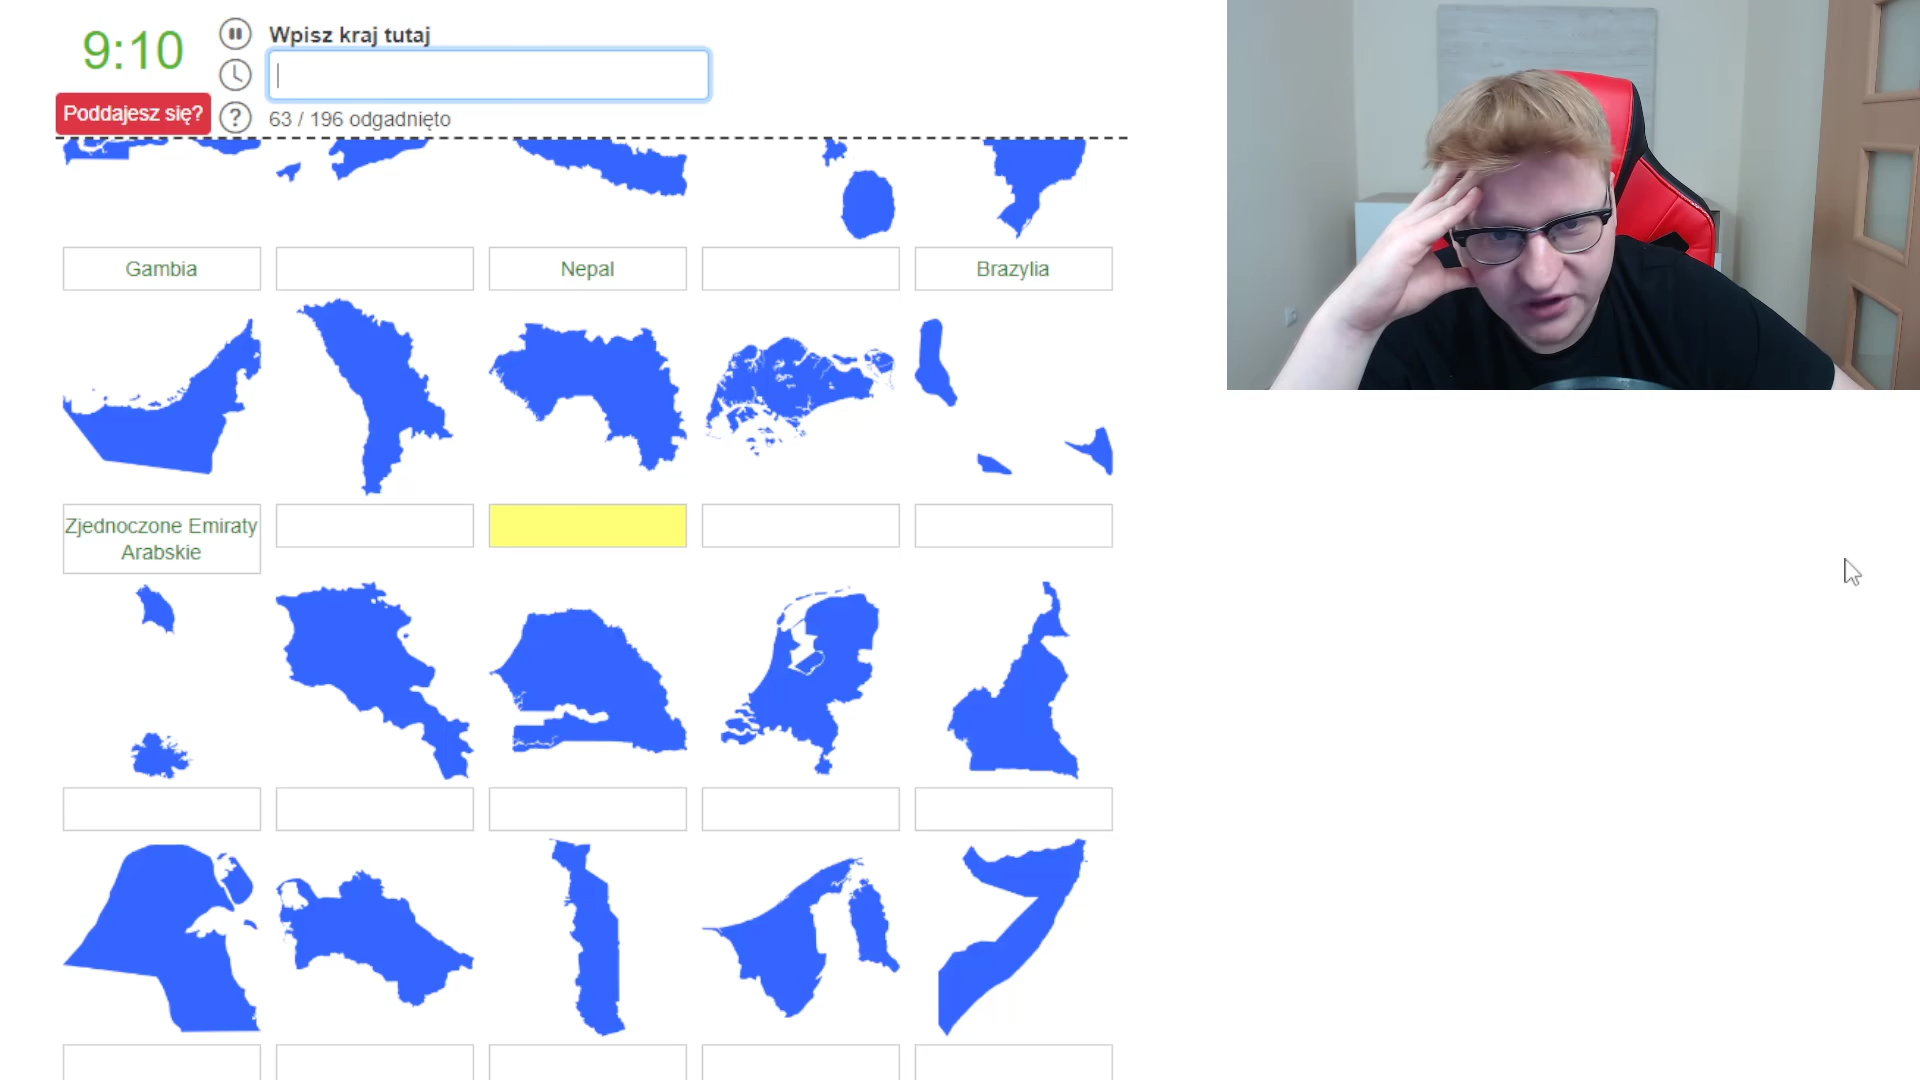 9:10
Wpisz kraj tutaj
Poddajesz się?
?
63 / 196 odgadnięto
Gambia
Nepal
Brazylia
Zjednoczone Emiraty
Arabskie